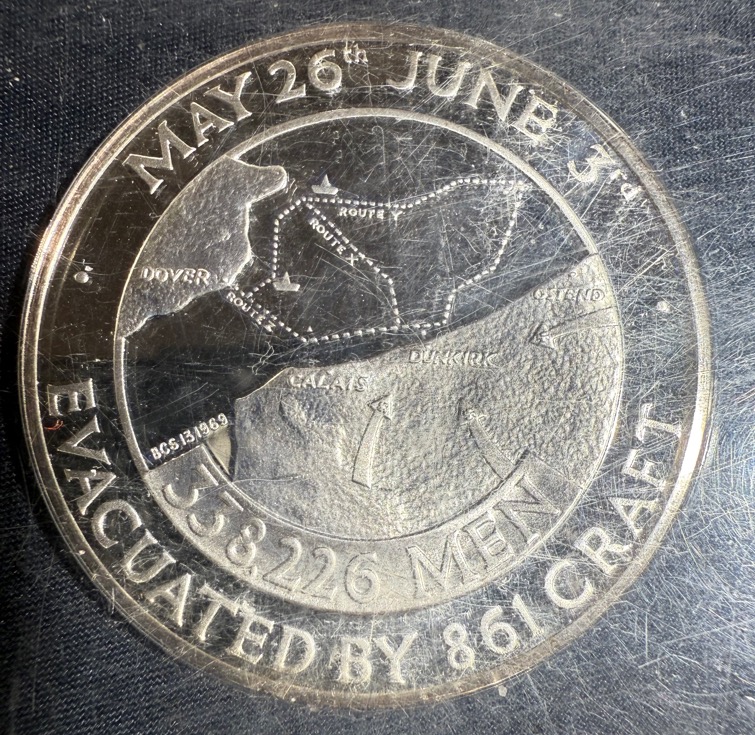 MAY 26th JUNE 3rd
ROUTE Y
ROUTE X
DOVER
OSTEND
ROUTE Z
DUNKIRK
CALAIS
BCS 13 1969
338,226 MEN
EVACUATED BY 861 CRAFT